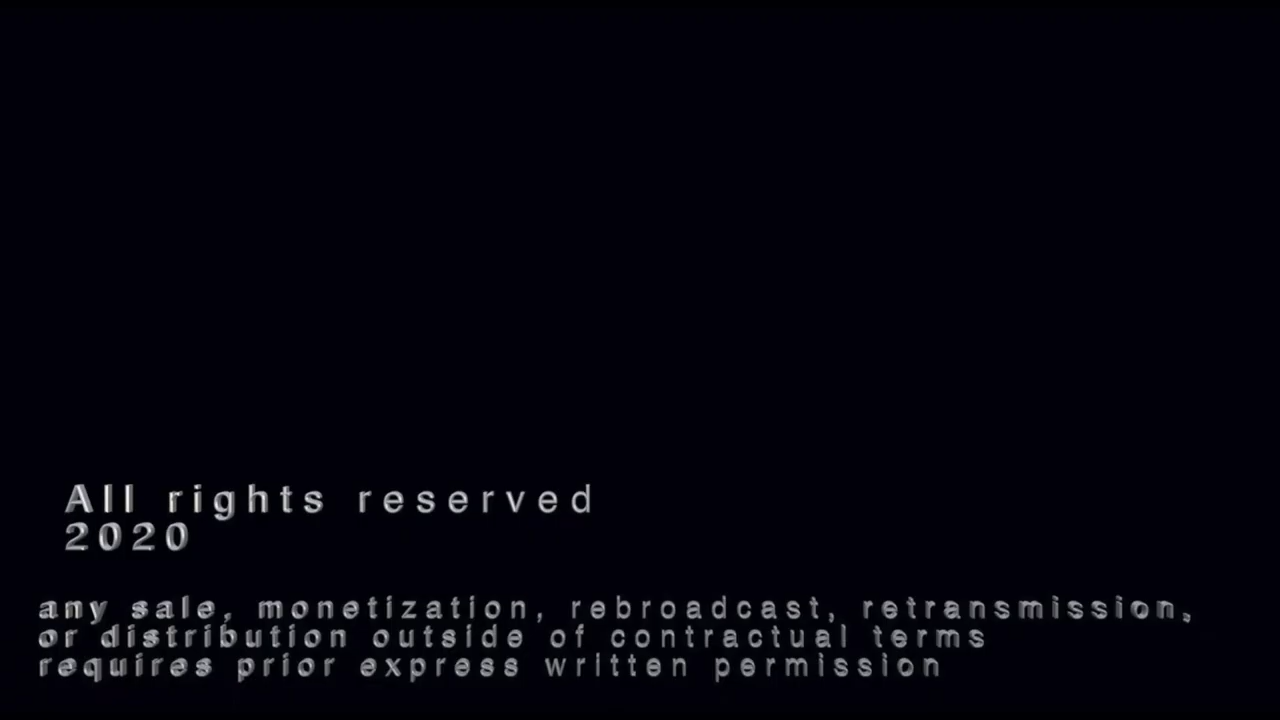 All rights reserved
2020
any sale, monetization, rebroadcast, retransmission,
or distribution outside of contractual terms
requires prior express written permission